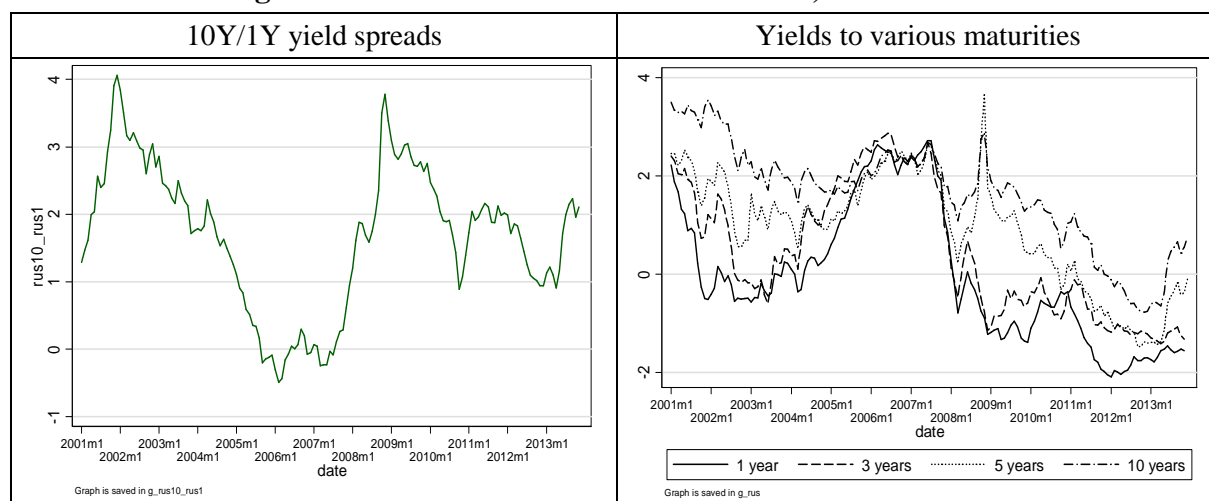 10Y/1Y yield spreads
Yields to various maturities
rus10_rus1
4
3
2
1
0
-1
2001m1
2002m1
2003m1
2004m1
2005m1
2006m1
2007m1
2008m1
2009m1
2010m1
2011m1
2012m1
2013m1
date
Graph is saved in g_rus10_rus1
4
2
0
-2
2001m1
2002m1
2003m1
2004m1
2005m1
2006m1
2007m1
2008m1
2009m1
2010m1
2011m1
2012m1
2013m1
date
1 year 3 years 5 years 10 years
Graph is saved in g_rus